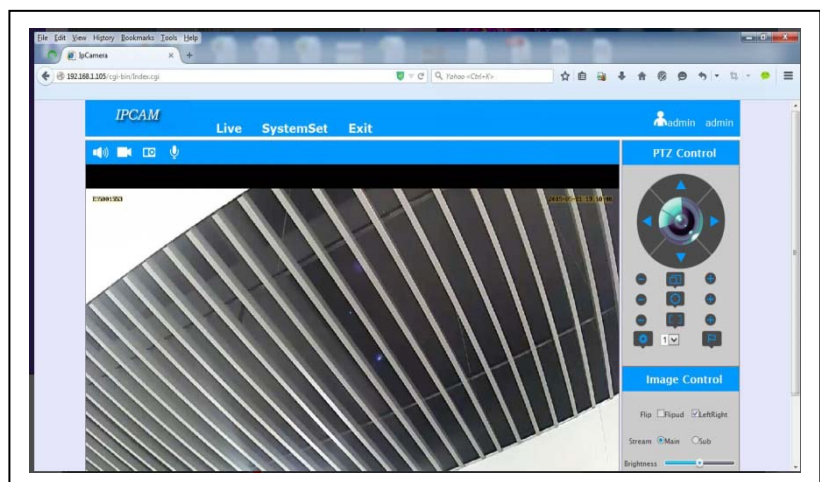 File Edit View History Bookmarks Tools Help
IpCamera
192.168.1.105/cgi-bin/Index.cgi
Yahoo <Ctrl+K>
IPCAM
Live SystemSet Exit
admin admin
PTZ Control
1
Image Control
Flip Flipud LeftRight
Stream Main Sub
Brightness